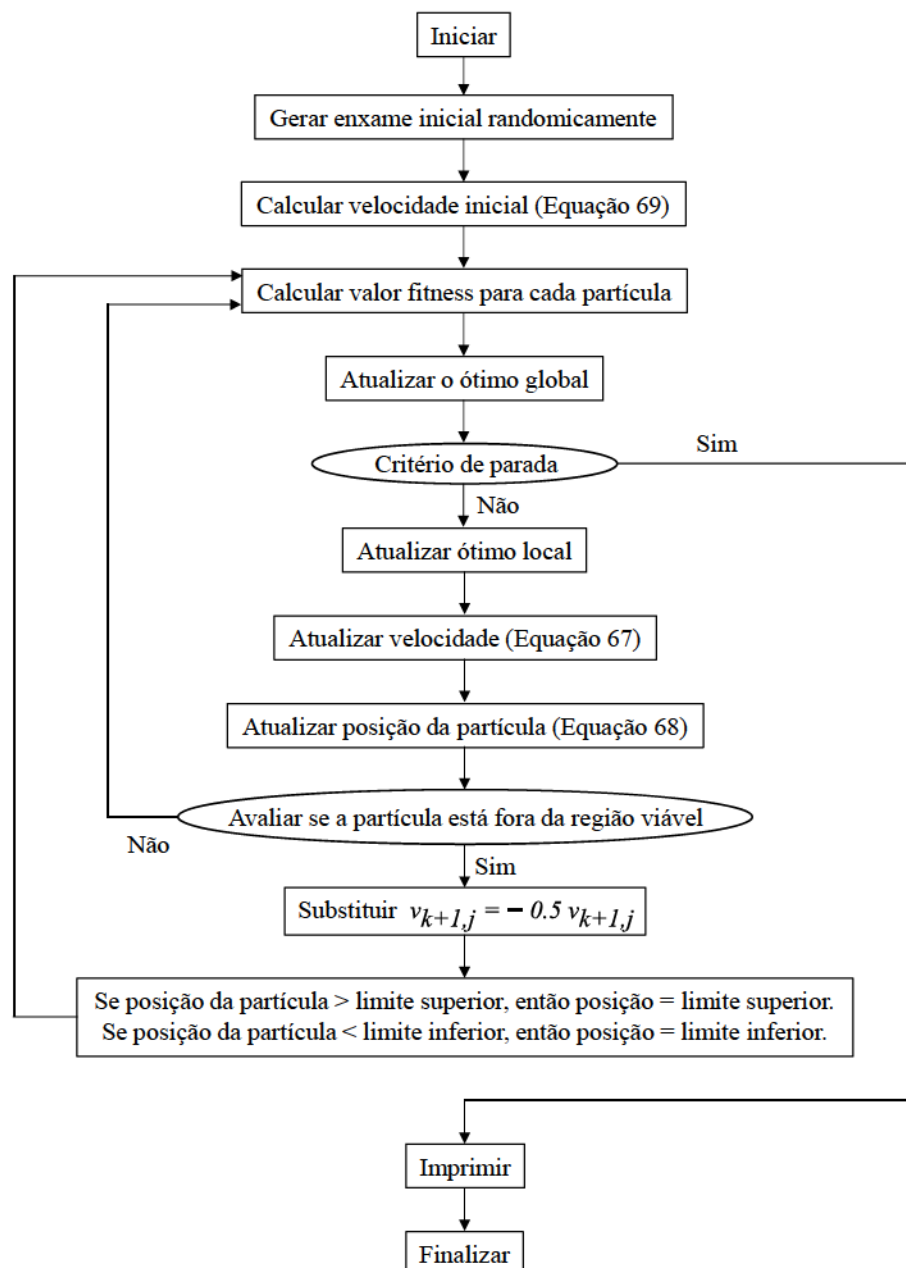 Iniciar
Gerar enxame inicial randomicamente
Calcular velocidade inicial (Equação 69)
Calcular valor fitness para cada partícula
Atualizar o ótimo global
Critério de parada
Sim
Não
Atualizar ótimo local
Atualizar velocidade (Equação 67)
Atualizar posição da partícula (Equação 68)
Avaliar se a partícula está fora da região viável
Não
Sim
Substituir v_{k+1,j} = − 0.5 v_{k+1,j}
Se posição da partícula > limite superior, então posição = limite superior.
Se posição da partícula < limite inferior, então posição = limite inferior.
Imprimir
Finalizar